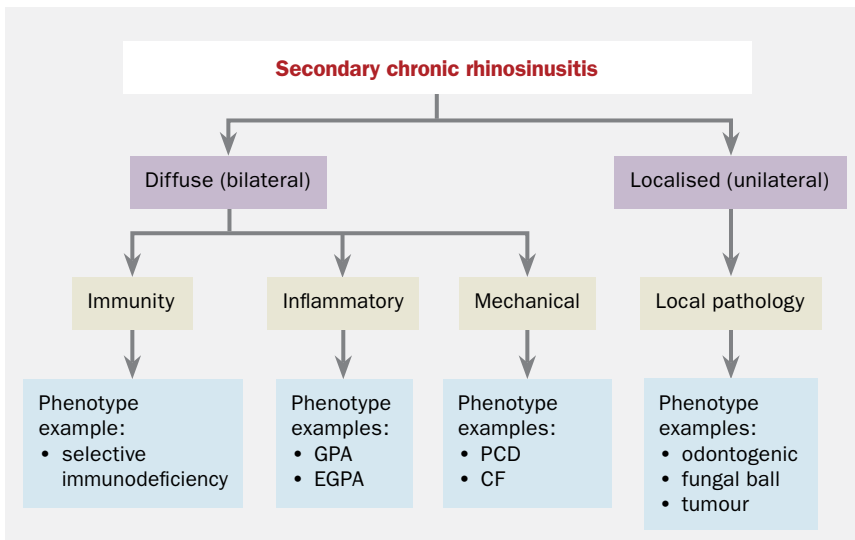 Secondary chronic rhinosinusitis
Diffuse (bilateral)
Localised (unilateral)
Immunity
Inflammatory
Mechanical
Local pathology
Phenotype
example:
• selective
immunodeficiency
Phenotype
examples:
• GPA
• EGPA
Phenotype
examples:
• PCD
• CF
Phenotype
examples:
• odontogenic
• fungal ball
• tumour